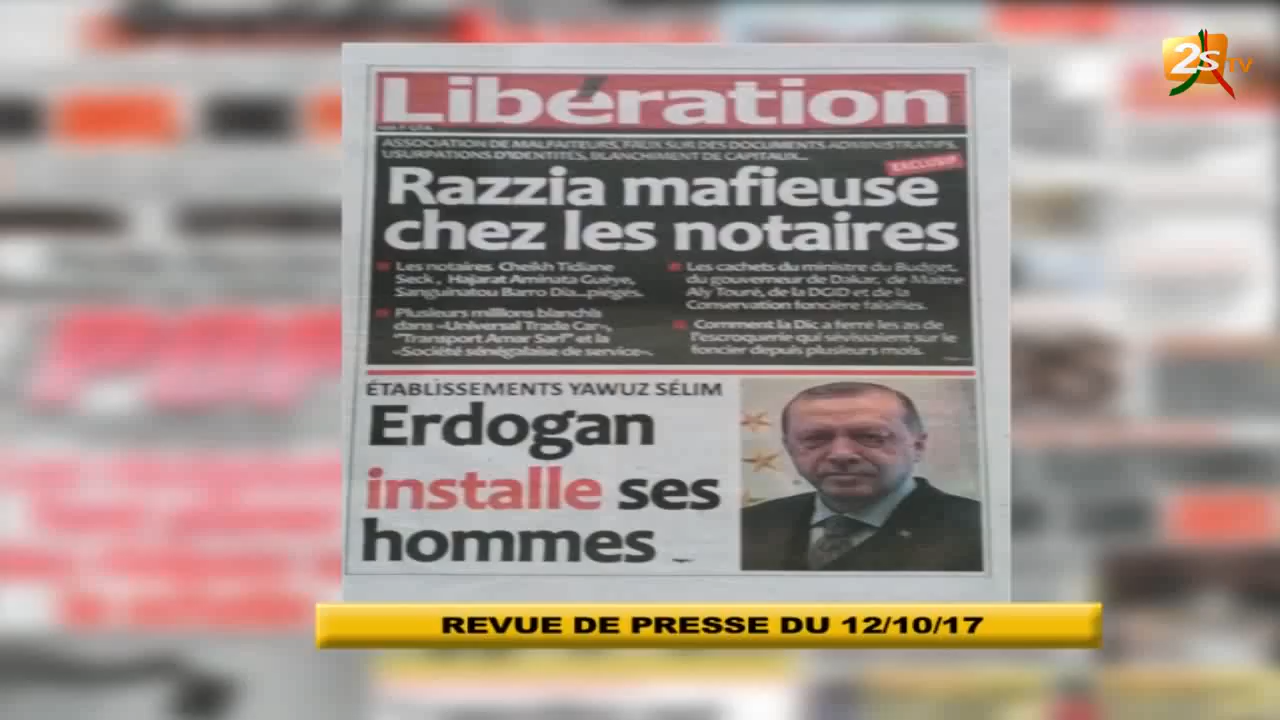 2s TV
Libération
ASSOCIATION DE MALFAITEURS, FAUX SUR DES DOCUMENTS ADMINISTRATIFS,
USURPATIONS D'IDENTITÉS, BLANCHIMENT DE CAPITAUX...
EXCLUSIF
Razzia mafieuse
chez les notaires
Les notaires Cheikh Tidiane
Seck, Hajarat Aminata Guèye,
Sanguinatou Barro Dia...piégés.
Plusieurs millions blanchis
dans «Universal Trade Car»,
"Transport Amar Sarl" et la
«Société sénégalaise de service».
Les cachets du ministre du Budget,
du gouverneur de Dakar, de Maître
Aly Touré, de la DGID et de la
Conservation foncière falsifiés.
Comment la Dic a ferré les as de
l'escroquerie qui sévissaient sur le
foncier depuis plusieurs mois.
ÉTABLISSEMENTS YAWUZ SÉLIM
Erdogan
installe ses
hommes
REVUE DE PRESSE DU 12/10/17